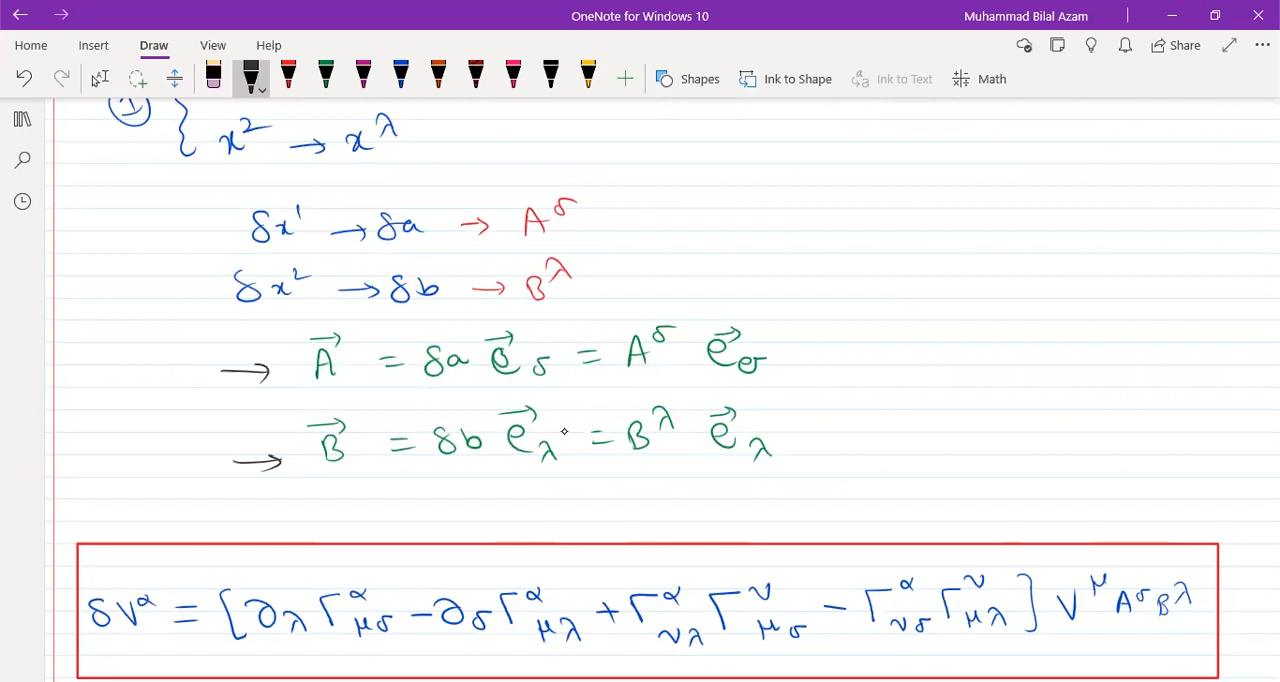 OneNote for Windows 10
Muhammad Bilal Azam
Home Insert Draw View Help
Share
Shapes Ink to Shape Ink to Text Math
① { x² → x^λ
δx¹ → δa → A^σ
δx² → δb → B^λ
→ A⃗ = δa e⃗_σ = A^σ e⃗_σ
→ B⃗ = δb e⃗_λ = B^λ e⃗_λ
δV^α = [∂_λ Γ^α_μσ − ∂_σ Γ^α_μλ + Γ^α_νλ Γ^ν_μσ − Γ^α_νσ Γ^ν_μλ] V^μ A^σ B^λ